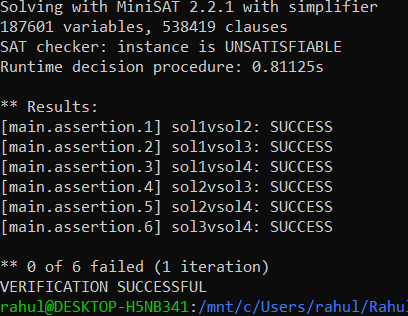 Solving with MiniSAT 2.2.1 with simplifier
187601 variables, 538419 clauses
SAT checker: instance is UNSATISFIABLE
Runtime decision procedure: 0.81125s

** Results:
[main.assertion.1] sol1vsol2: SUCCESS
[main.assertion.2] sol1vsol3: SUCCESS
[main.assertion.3] sol1vsol4: SUCCESS
[main.assertion.4] sol2vsol3: SUCCESS
[main.assertion.5] sol2vsol4: SUCCESS
[main.assertion.6] sol3vsol4: SUCCESS

** 0 of 6 failed (1 iteration)
VERIFICATION SUCCESSFUL
rahul@DESKTOP-H5NB341:/mnt/c/Users/rahul/Rahu